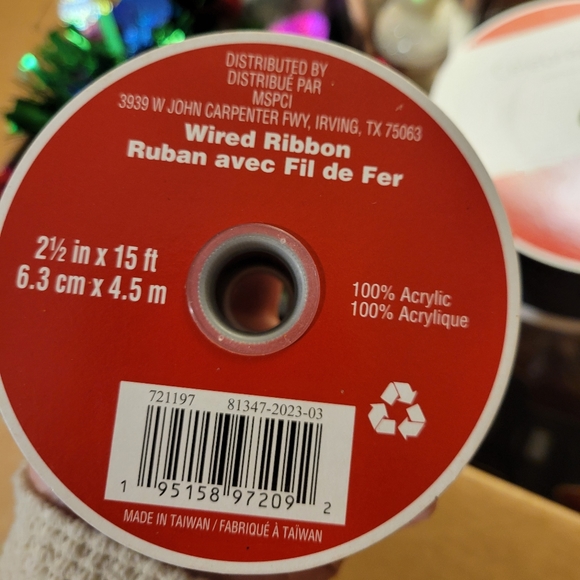 DISTRIBUTED BY
DISTRIBUÉ PAR
MSPCI
3939 W JOHN CARPENTER FWY, IRVING, TX 75063
Wired Ribbon
Ruban avec Fil de Fer
2½ in x 15 ft
6.3 cm x 4.5 m
100% Acrylic
100% Acrylique
721197 81347-2023-03
1 95158 97209 2
MADE IN TAIWAN / FABRIQUÉ À TAÏWAN